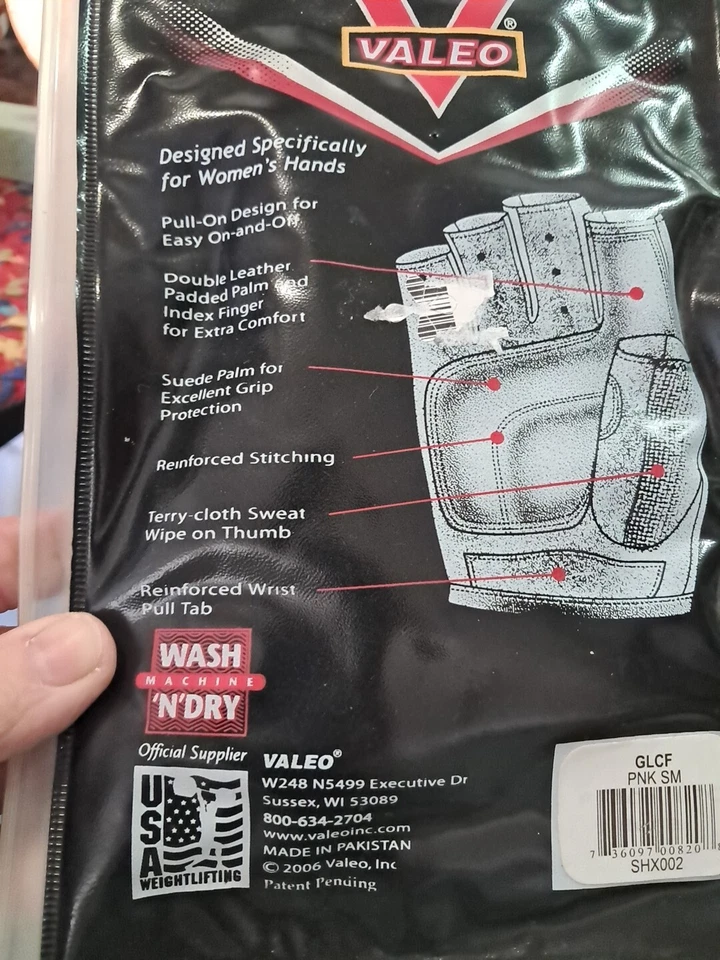 VALEO®
Designed Specifically
for Women's Hands
Pull-On Design for
Easy On-and-Off
Double Leather
Padded Palm and
Index Finger
for Extra Comfort
Suede Palm for
Excellent Grip
Protection
Reinforced Stitching
Terry-cloth Sweat
Wipe on Thumb
Reinforced Wrist
Pull Tab
WASH
MACHINE
'N'DRY
Official Supplier
USA
WEIGHTLIFTING
VALEO®
W248 N5499 Executive Dr
Sussex, WI 53089
800-634-2704
www.valeoinc.com
MADE IN PAKISTAN
© 2006 Valeo, Inc
Patent Pending
GLCF
PNK SM
7 36097 00820
SHX002